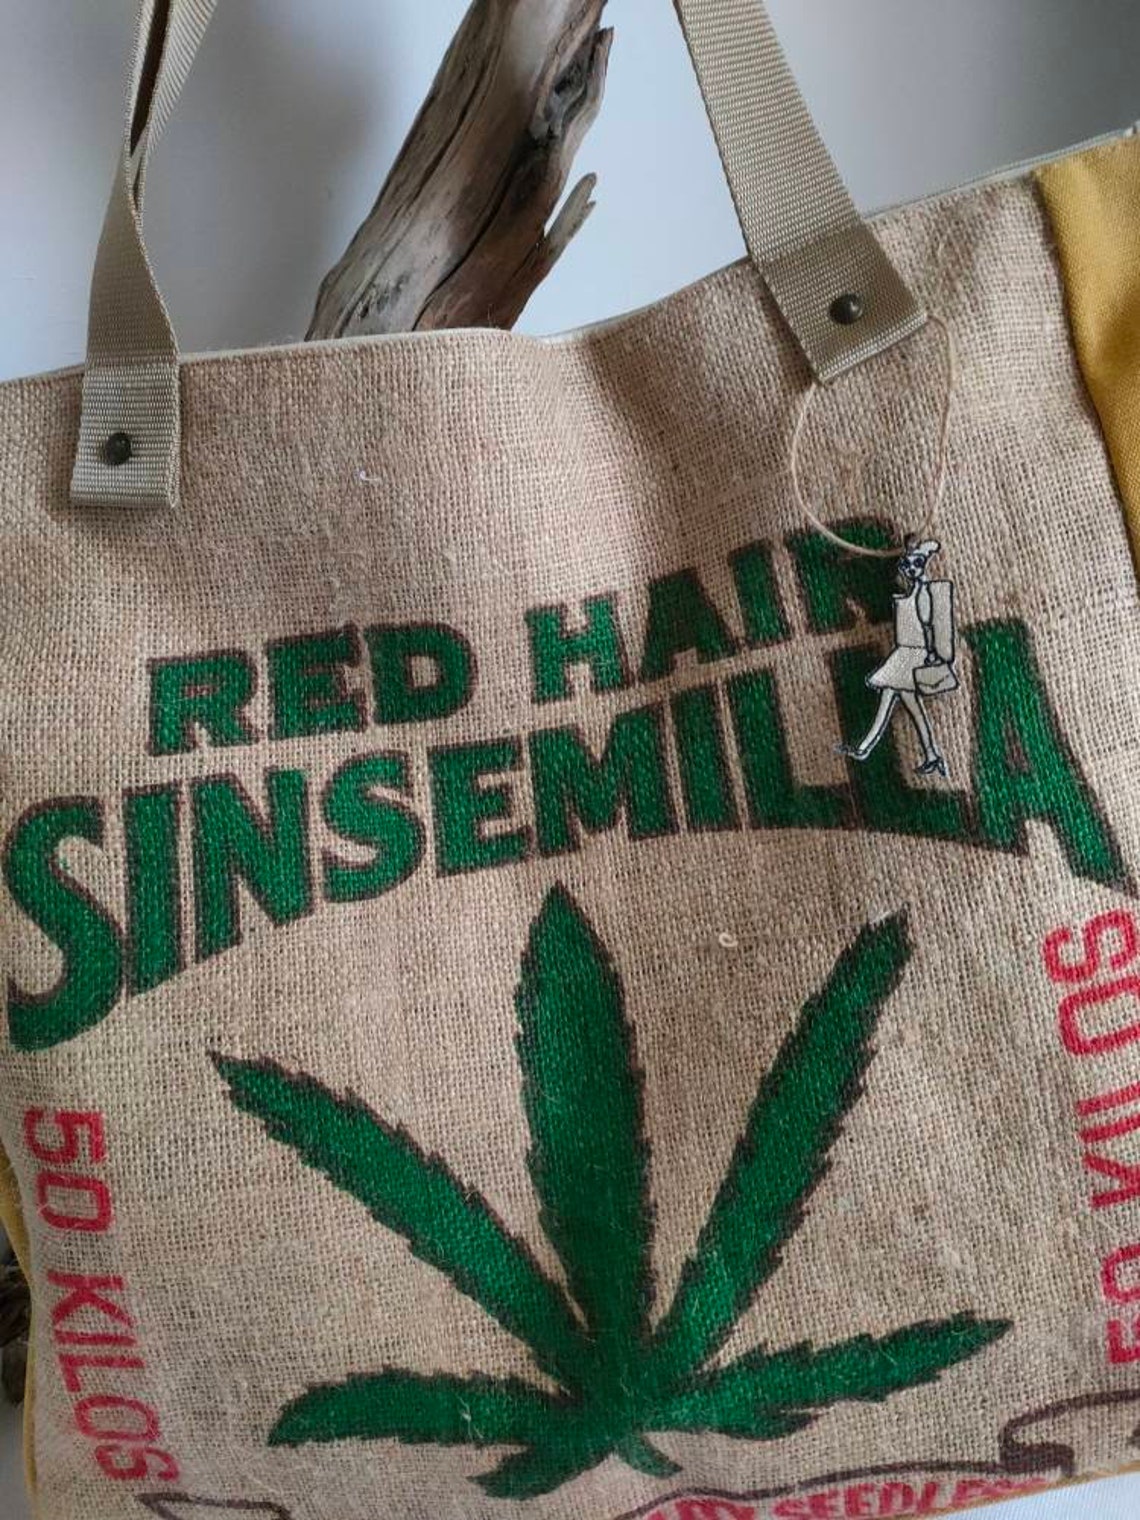 RED HAIR
SINSEMILLA
50 KILOS
50 KILOS
SEEDLESS